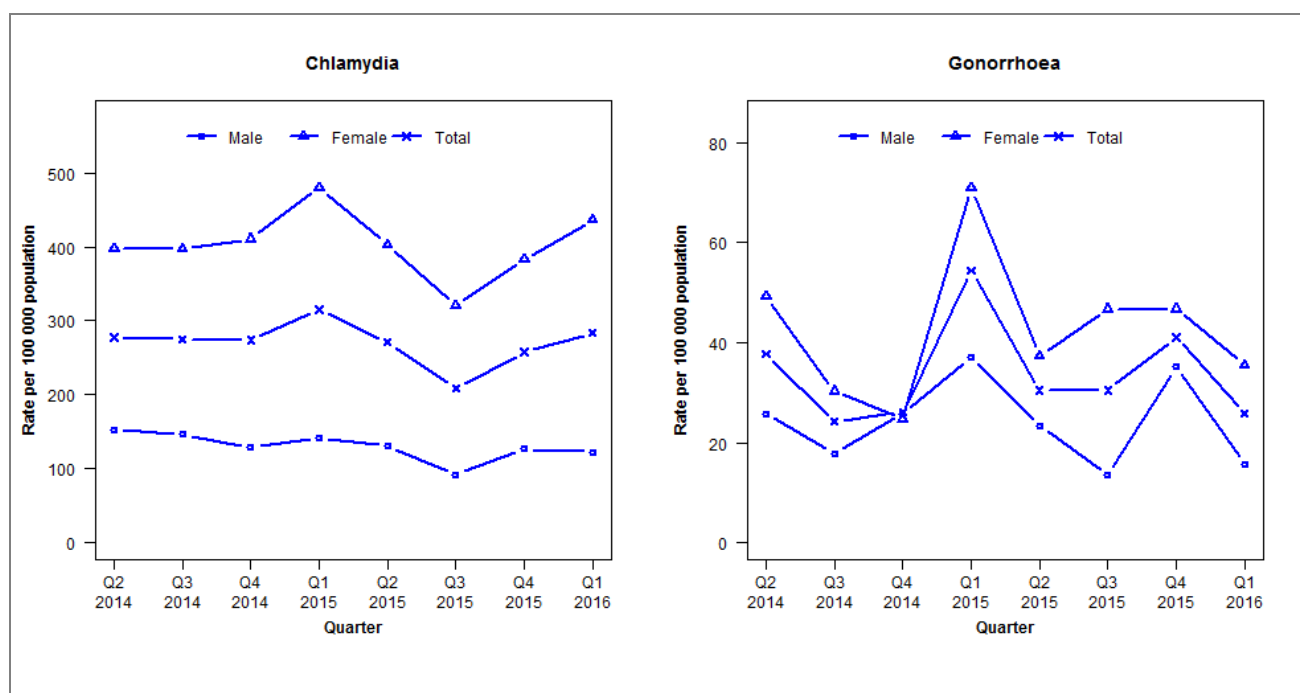 Chlamydia
Male Female Total
500
400
300
200
100
0
Rate per 100 000 population
Q2 Q3 Q4 Q1 Q2 Q3 Q4 Q1
2014 2014 2014 2015 2015 2015 2015 2016
Quarter
Gonorrhoea
Male Female Total
80
60
40
20
0
Rate per 100 000 population
Q2 Q3 Q4 Q1 Q2 Q3 Q4 Q1
2014 2014 2014 2015 2015 2015 2015 2016
Quarter